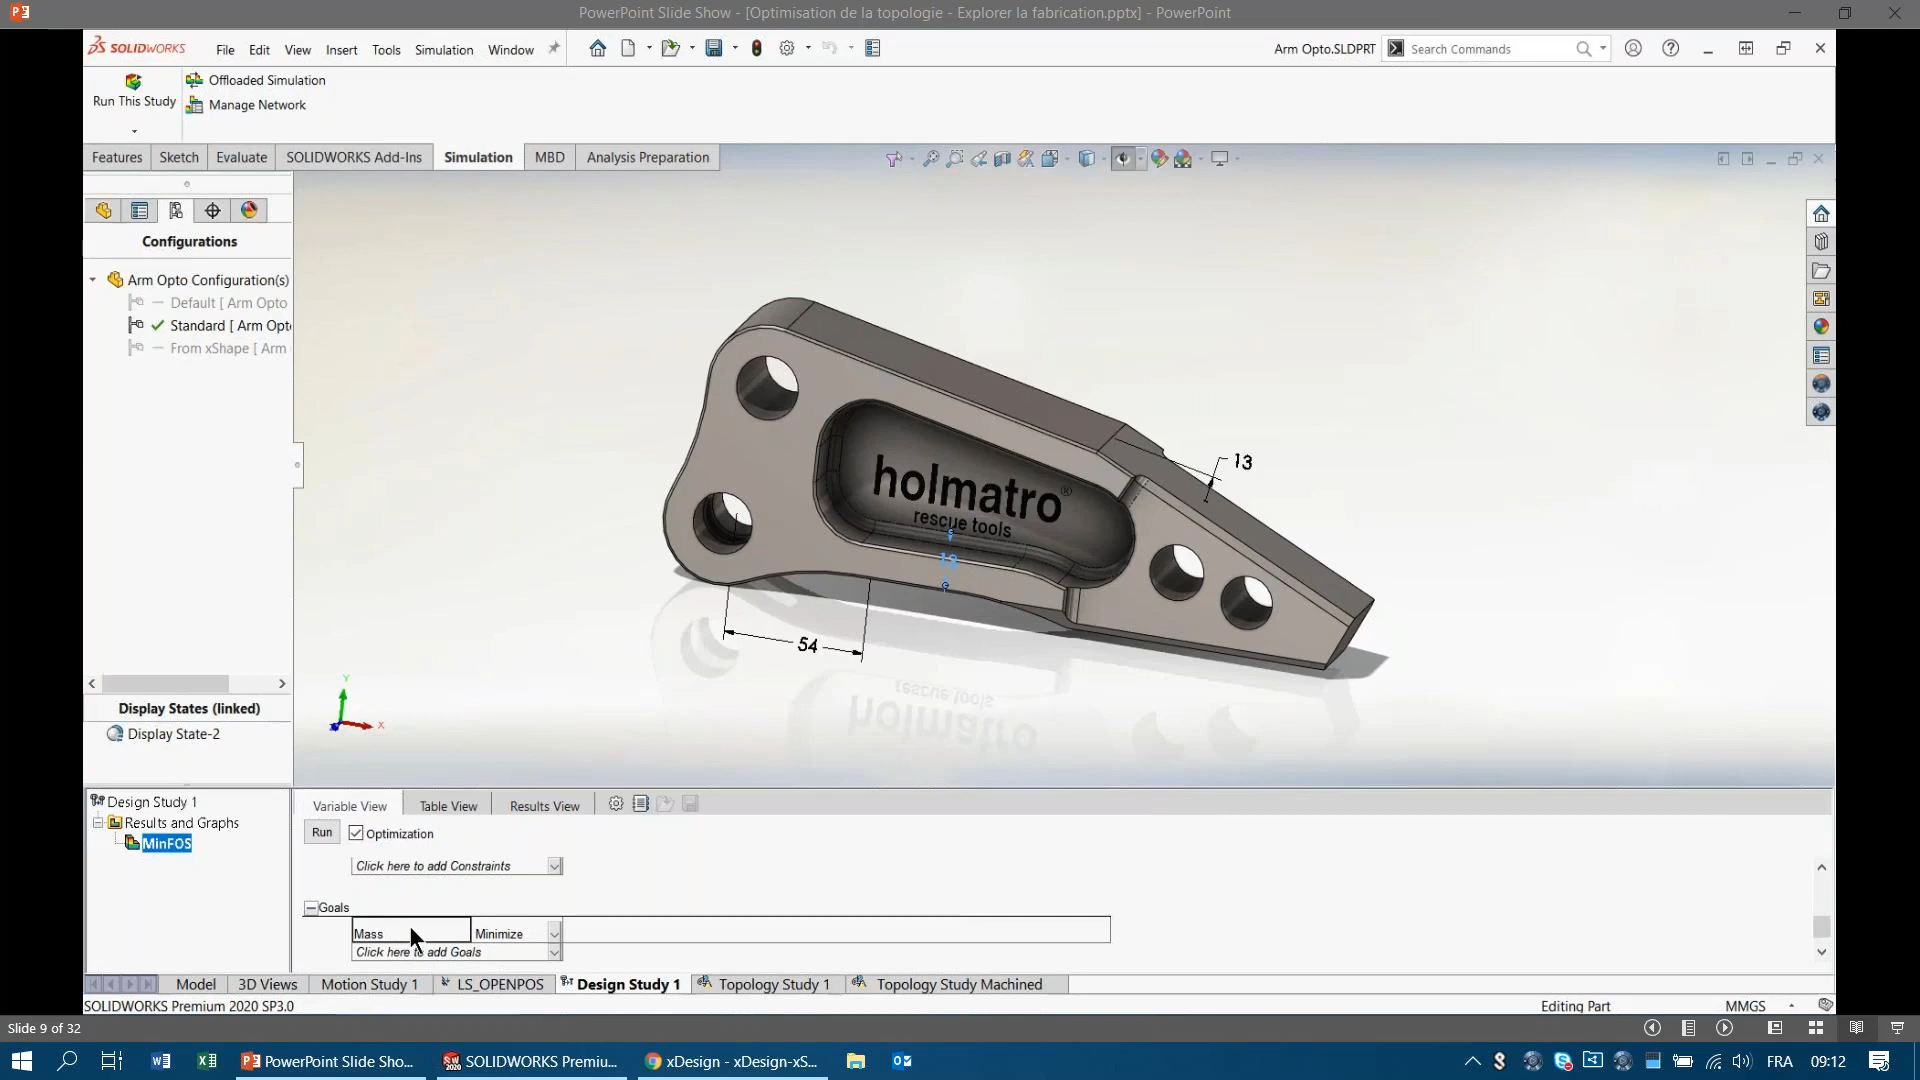 PowerPoint Slide Show - [Optimisation de la topologie - Explorer la fabrication.pptx] - PowerPoint
SOLIDWORKS File Edit View Insert Tools Simulation Window Arm Opto.SLDPRT Search Commands
Run This Study
Offloaded Simulation
Manage Network
Features Sketch Evaluate SOLIDWORKS Add-Ins Simulation MBD Analysis Preparation
Configurations
Arm Opto Configuration(s)
Default [ Arm Opto
Standard [ Arm Opt
From xShape [ Arm
Display States (linked)
Display State-2
13
holmatro®
rescue tools
54
rescue tools
holmatro
Y
X
Design Study 1
Results and Graphs
MinFOS
Variable View Table View Results View
Run Optimization
Click here to add Constraints
Goals
Mass Minimize
Click here to add Goals
Model 3D Views Motion Study 1 LS_OPENPOS Design Study 1 Topology Study 1 Topology Study Machined
SOLIDWORKS Premium 2020 SP3.0 Editing Part MMGS
Slide 9 of 32
PowerPoint Slide Sho... SOLIDWORKS Premiu... xDesign - xDesign-xS... FRA 09:12